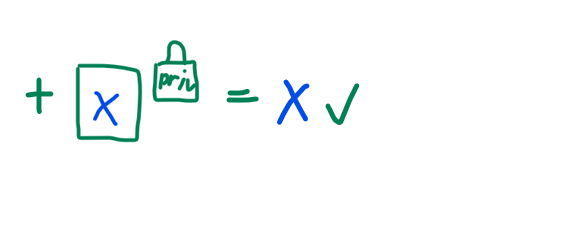 + X priv = X ✓